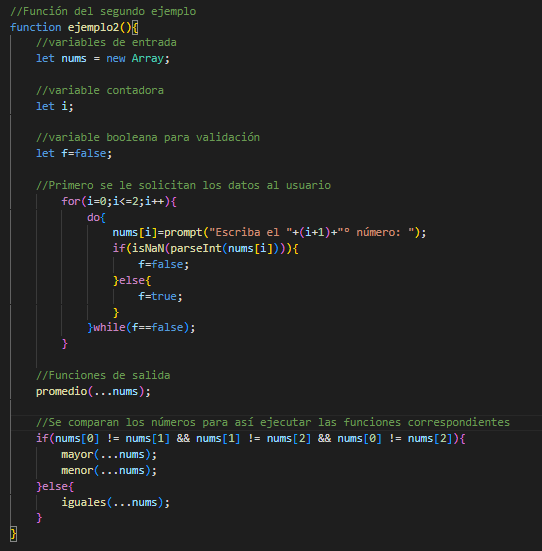 //Función del segundo ejemplo
function ejemplo2(){
//variables de entrada
let nums = new Array;
//variable contadora
let i;
//variable booleana para validación
let f=false;
//Primero se le solicitan los datos al usuario
for(i=0;i<=2;i++){
do{
nums[i]=prompt("Escriba el "+(i+1)+"° número: ");
if(isNaN(parseInt(nums[i]))){
f=false;
}else{
f=true;
}
}while(f==false);
}
//Funciones de salida
promedio(...nums);
//Se comparan los números para así ejecutar las funciones correspondientes
if(nums[0] != nums[1] && nums[1] != nums[2] && nums[0] != nums[2]){
mayor(...nums);
menor(...nums);
}else{
iguales(...nums);
}
}